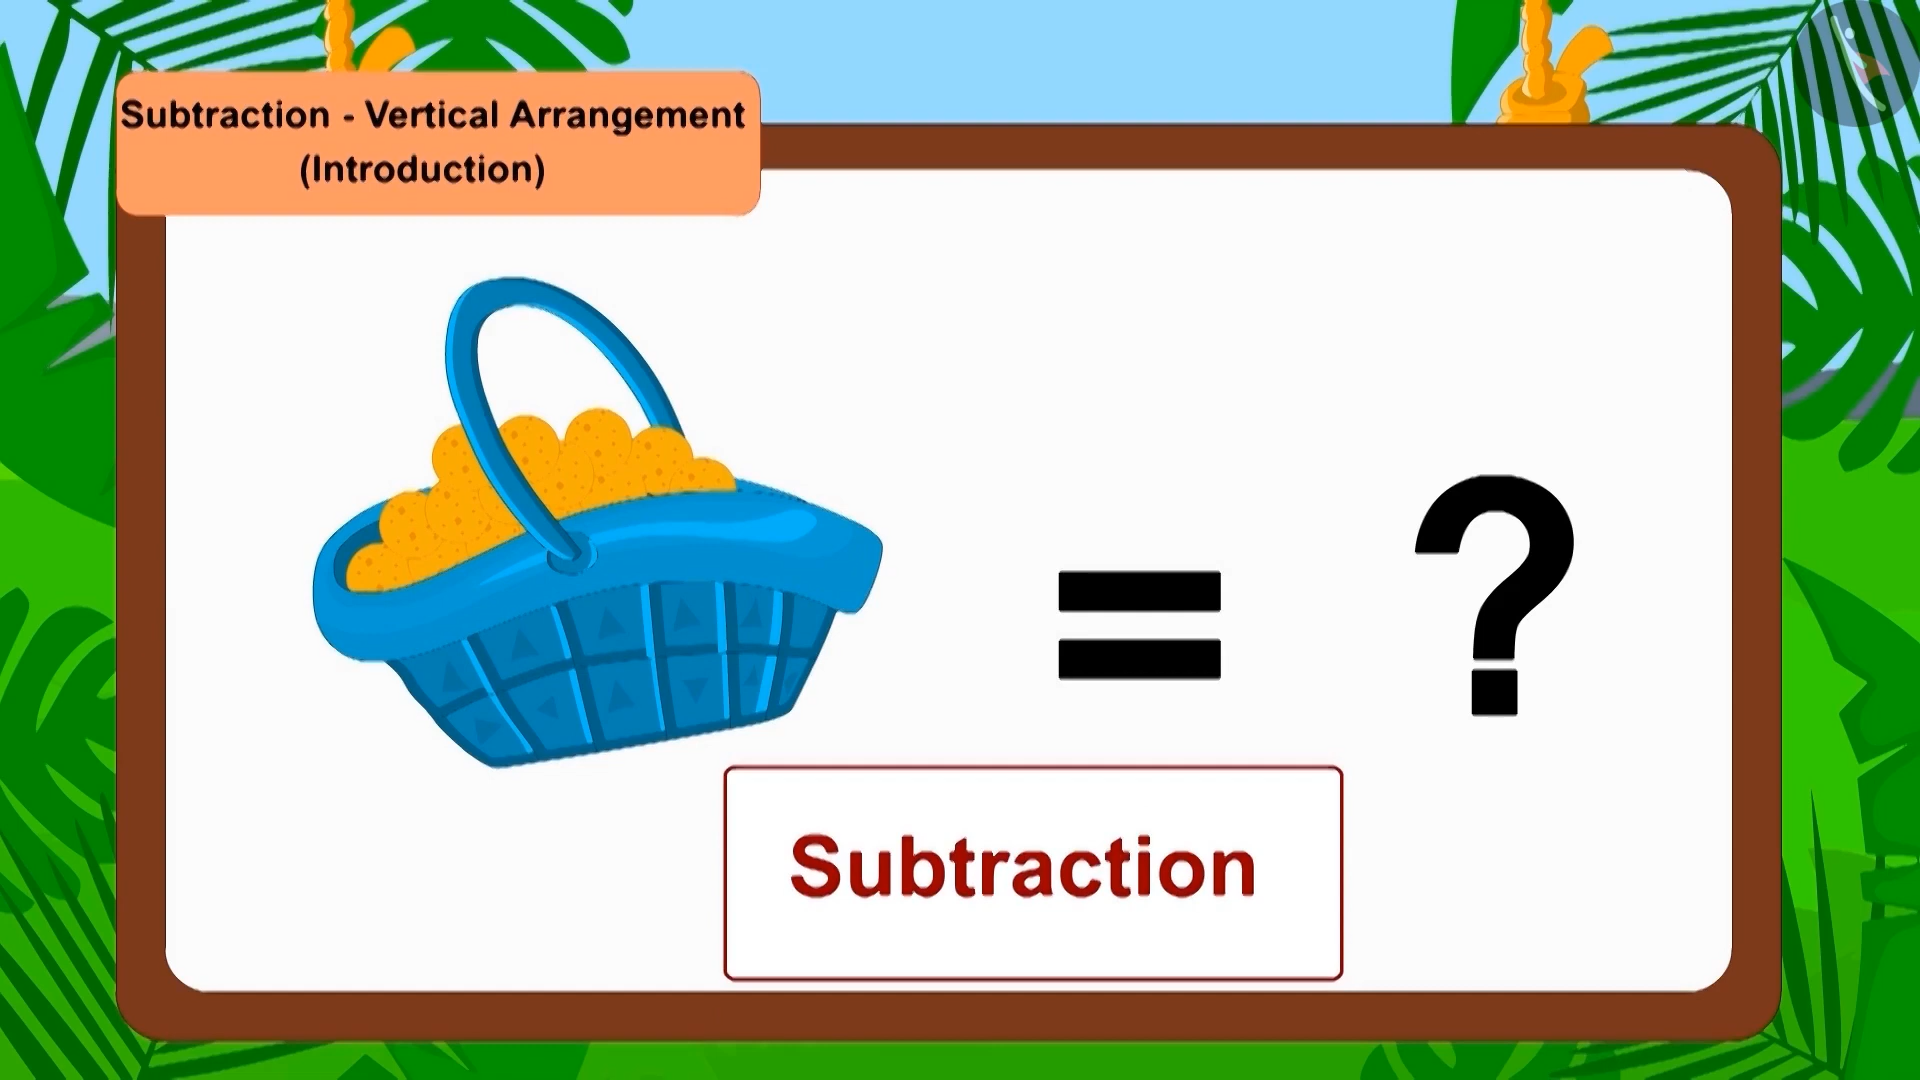 Subtraction - Vertical Arrangement
(Introduction)
= ?
Subtraction